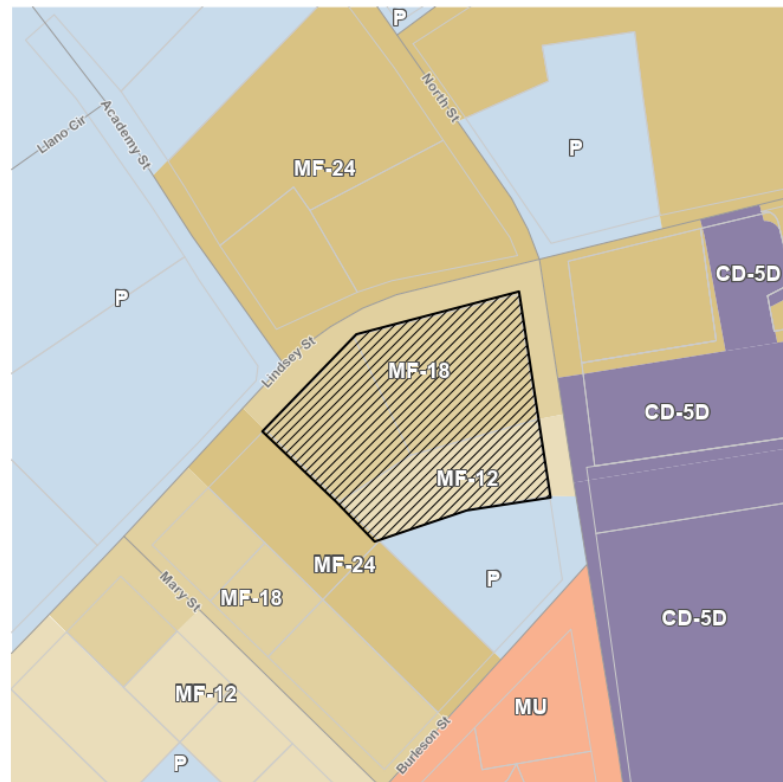 P
North St
Academy St
Llano Cir
P
MF-24
CD-5D
P
Lindsey St
MF-18
CD-5D
MF-12
MF-24
P
Mary St
MF-18
CD-5D
MF-12
MU
Burleson St
P